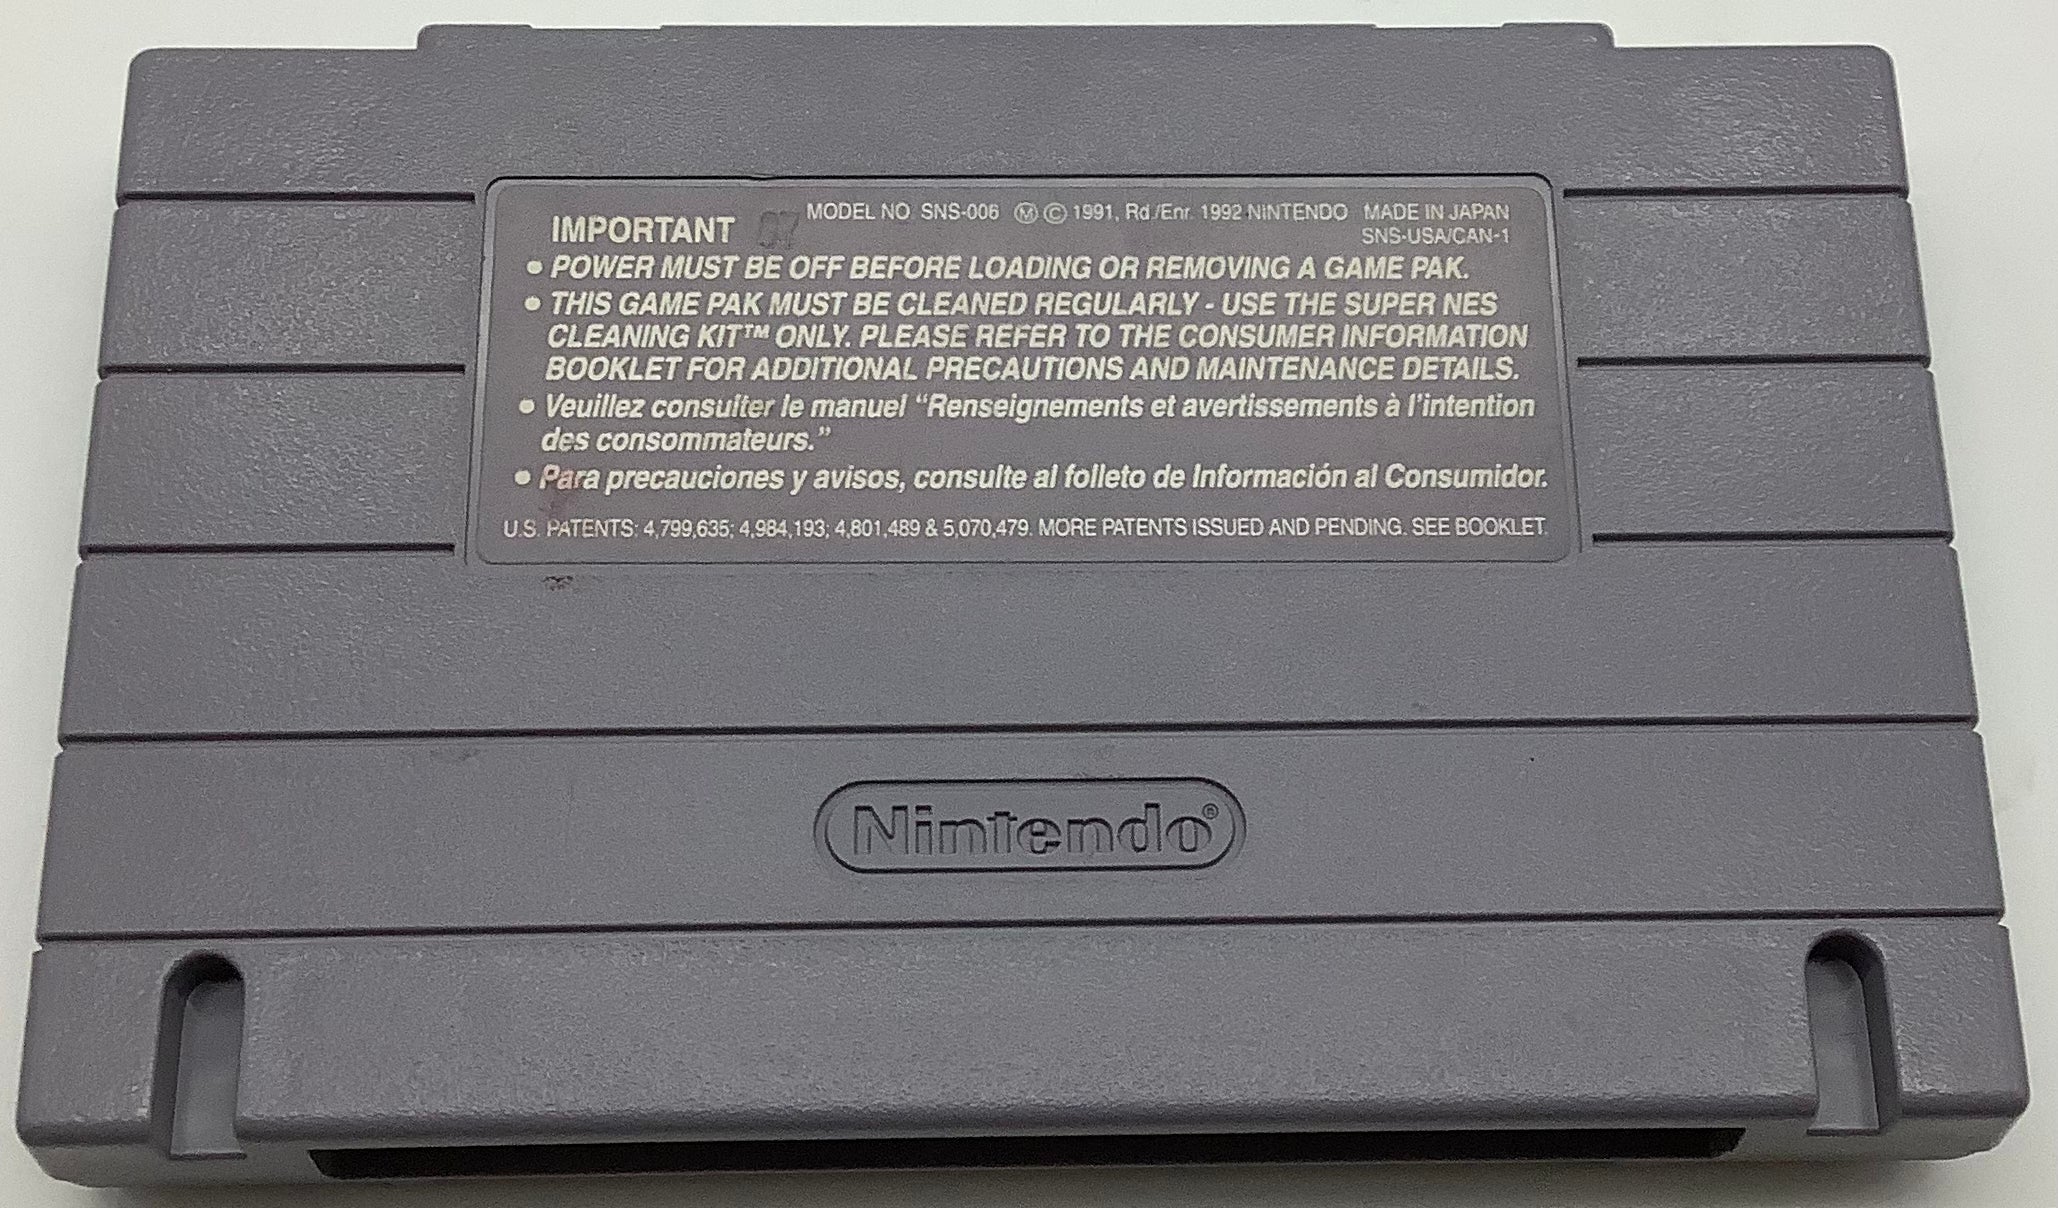 IMPORTANT
MODEL NO. SNS-006 Ⓜ © 1991, Rd./Enr. 1992 NINTENDO MADE IN JAPAN
SNS-USA/CAN-1
• POWER MUST BE OFF BEFORE LOADING OR REMOVING A GAME PAK.
• THIS GAME PAK MUST BE CLEANED REGULARLY - USE THE SUPER NES
CLEANING KIT™ ONLY. PLEASE REFER TO THE CONSUMER INFORMATION
BOOKLET FOR ADDITIONAL PRECAUTIONS AND MAINTENANCE DETAILS.
• Veuillez consulter le manuel “Renseignements et avertissements à l’intention
des consommateurs.”
• Para precauciones y avisos, consulte al folleto de Información al Consumidor.
U.S. PATENTS: 4,799,635; 4,984,193; 4,801,489 & 5,070,479. MORE PATENTS ISSUED AND PENDING. SEE BOOKLET.
Nintendo®